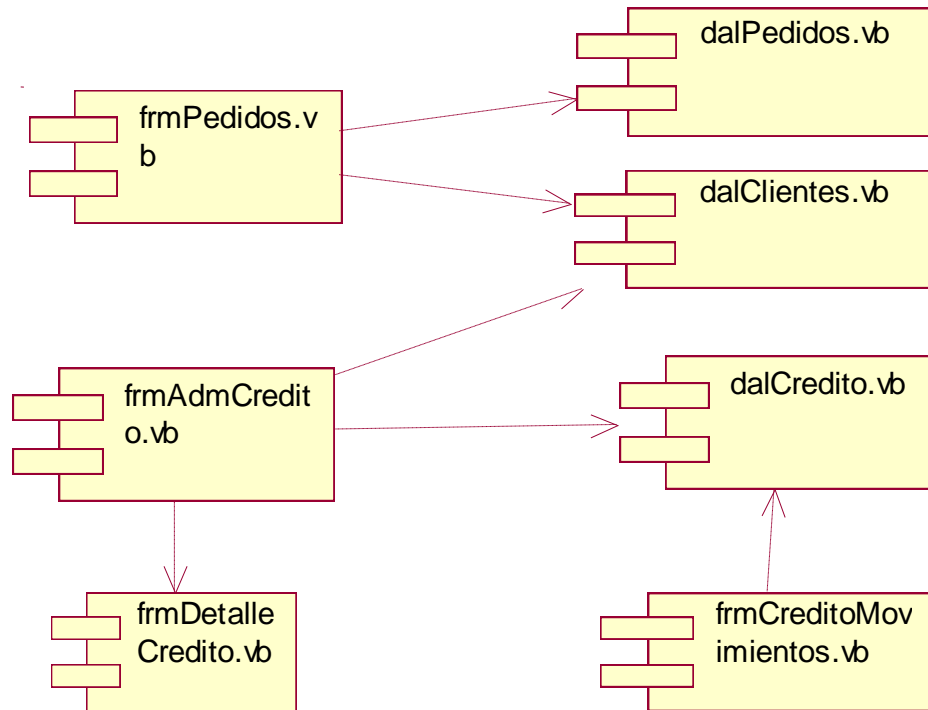 dalPedidos.vb
frmPedidos.v
b
dalClientes.vb
frmAdmCredit
o.vb
dalCredito.vb
frmDetalle
Credito.vb
frmCreditoMov
imientos.vb